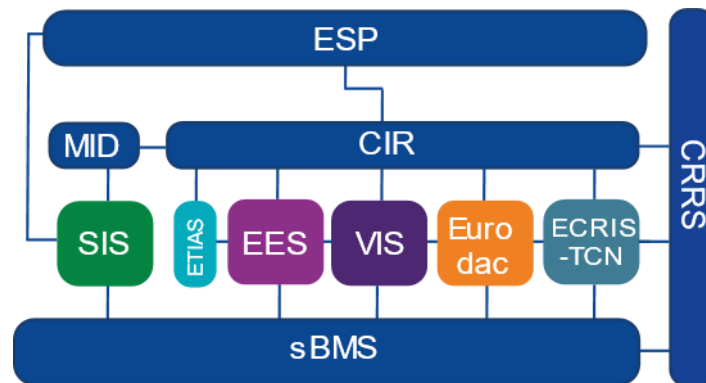 ESP
MID
CIR
CRRS
SIS
ETIAS
EES
VIS
Euro
dac
ECRIS
-TCN
sBMS